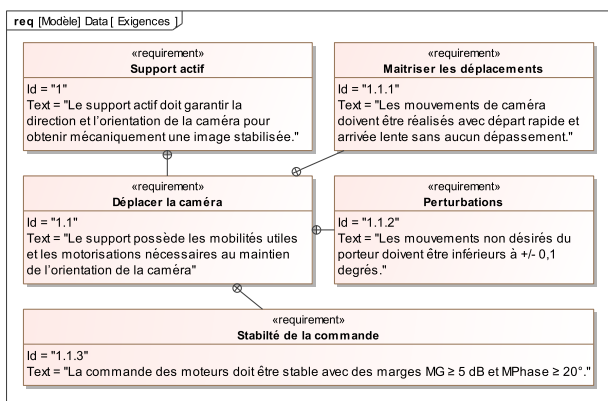 req [Modèle] Data [ Exigences ]
«requirement»
Support actif
Id = "1"
Text = "Le support actif doit garantir la
direction et l'orientation de la caméra pour
obtenir mécaniquement une image stabilisée."
«requirement»
Maitriser les déplacements
Id = "1.1.1"
Text = "Les mouvements de caméra
doivent être réalisés avec départ rapide et
arrivée lente sans aucun dépassement."
«requirement»
Déplacer la caméra
Id = "1.1"
Text = "Le support possède les mobilités utiles
et les motorisations nécessaires au maintien
de l'orientation de la caméra"
«requirement»
Perturbations
Id = "1.1.2"
Text = "Les mouvements non désirés du
porteur doivent être inférieurs à +/- 0,1
degrés."
«requirement»
Stabilté de la commande
Id = "1.1.3"
Text = "La commande des moteurs doit être stable avec des marges MG ≥ 5 dB et MPhase ≥ 20°."